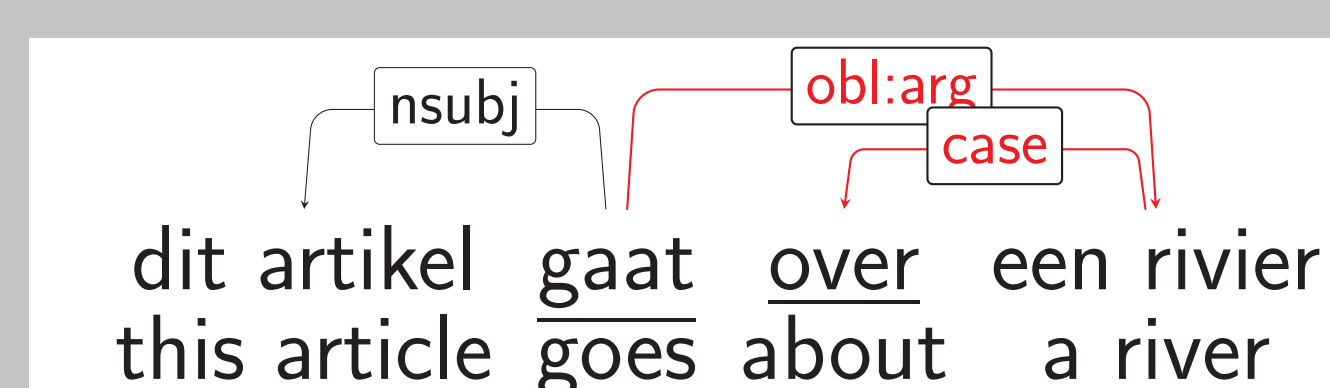 obl:arg
nsubj
case
dit artikel gaat over een rivier
this article goes about a river